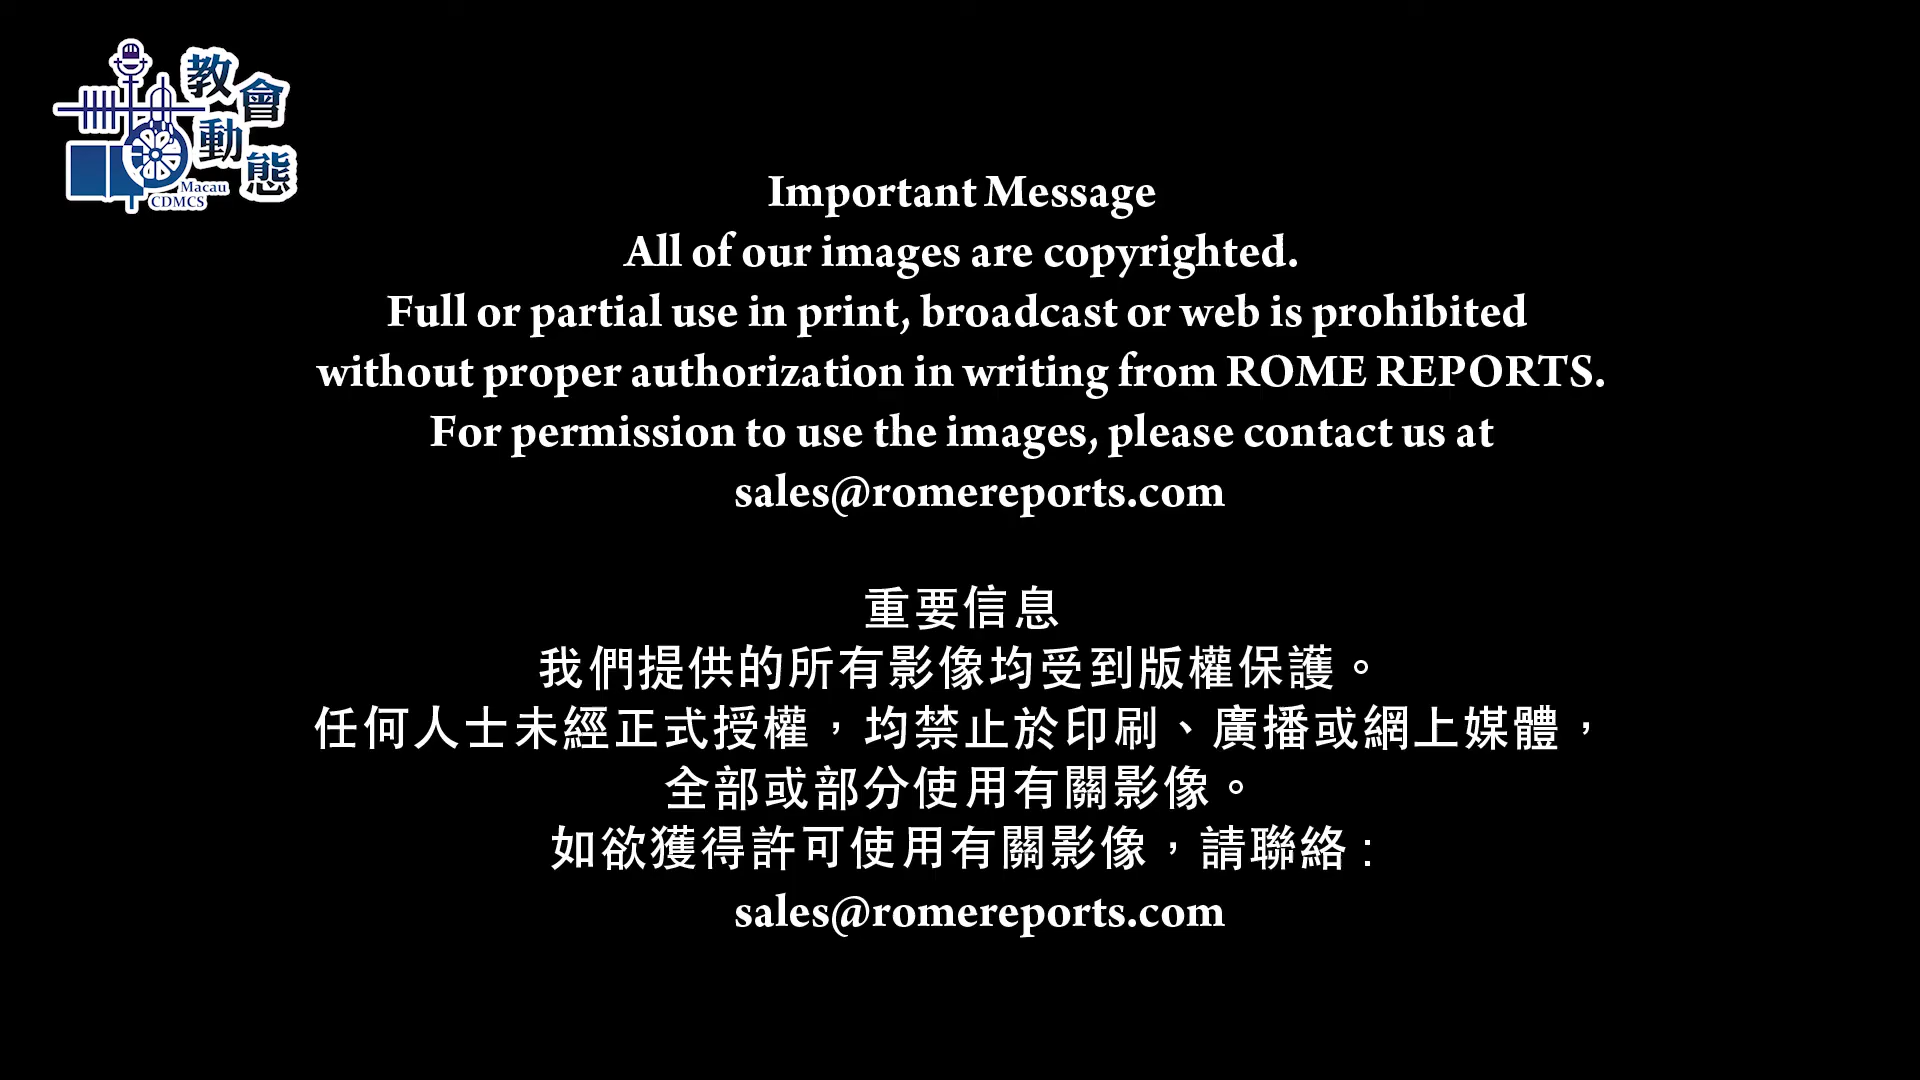 教會動態
Macau
CDMCS
Important Message
All of our images are copyrighted.
Full or partial use in print, broadcast or web is prohibited
without proper authorization in writing from ROME REPORTS.
For permission to use the images, please contact us at
sales@romereports.com
重要信息
我們提供的所有影像均受到版權保護。
任何人士未經正式授權，均禁止於印刷、廣播或網上媒體，
全部或部分使用有關影像。
如欲獲得許可使用有關影像，請聯絡：
sales@romereports.com